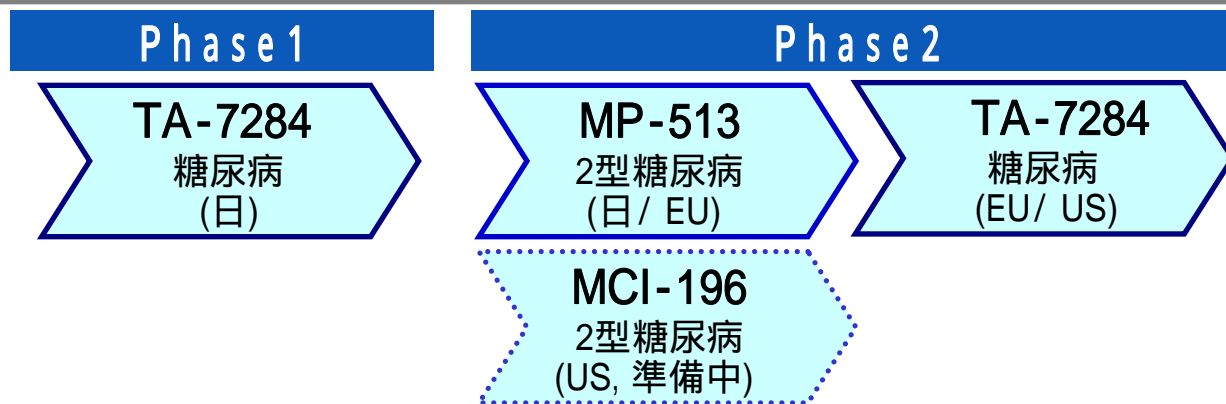 Phase1
Phase2
TA-7284
糖尿病
(日)
MP-513
2型糖尿病
(日/ EU)
TA-7284
糖尿病
(EU/ US)
MCI-196
2型糖尿病
(US, 準備中)